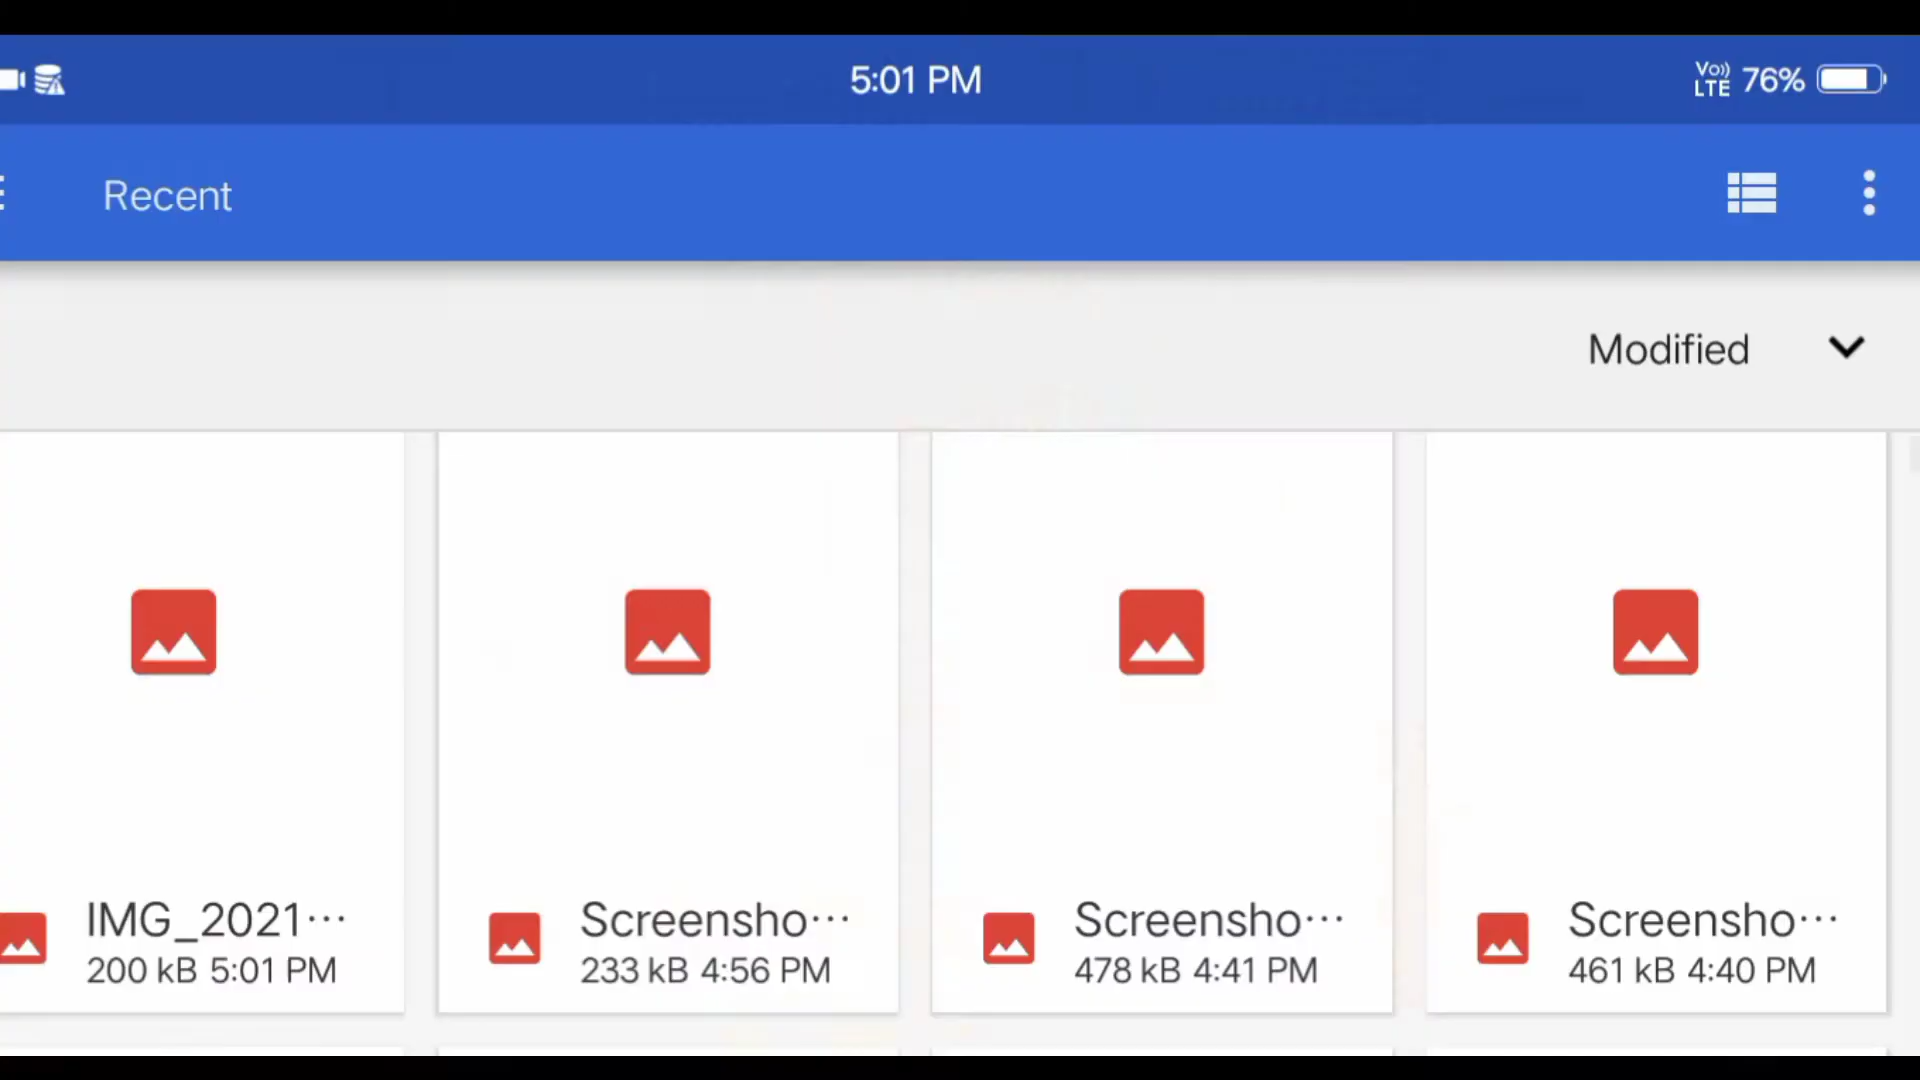 5:01 PM
Vo)) LTE 76%
Recent
Modified
IMG_2021···
200 kB 5:01 PM
Screensho···
233 kB 4:56 PM
Screensho···
478 kB 4:41 PM
Screensho···
461 kB 4:40 PM